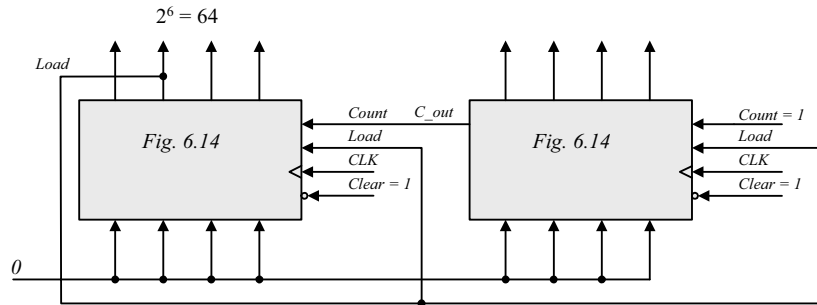 2⁶ = 64
Load
Fig. 6.14
Count
Load
CLK
Clear = 1
C_out
Fig. 6.14
Count = 1
Load
CLK
Clear = 1
0